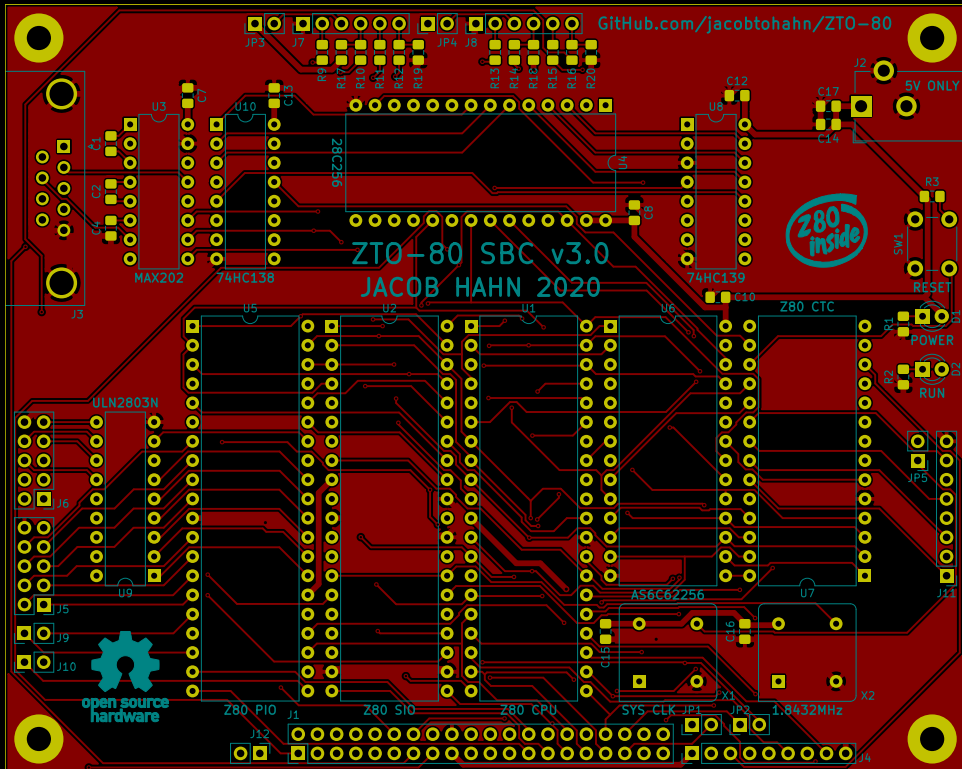 GitHub.com/jacobtohahn/ZTO-80
JP3
J7
JP4
J8
R9
R17
R10
R11
R12
R19
R13
R14
R18
R15
R16
R20
J2
5V ONLY
C17
C14
C12
C7
C13
U3
U10
U8
C1
C2
C4
28C256
U4
C8
R3
SW1
Z80
inside
MAX202
74HC138
74HC139
ZTO-80 SBC v3.0
JACOB HAHN 2020
RESET
J3
C10
Z80 CTC
U5
U2
U1
U6
R1
D1
POWER
R2
D2
RUN
ULN2803N
J6
JP5
U9
J5
AS6C62256
U7
J11
J9
J10
C15
C16
open source
hardware
X1
X2
Z80 PIO
Z80 SIO
Z80 CPU
SYS CLK
1.8432MHz
J12
J1
JP1
JP2
J4